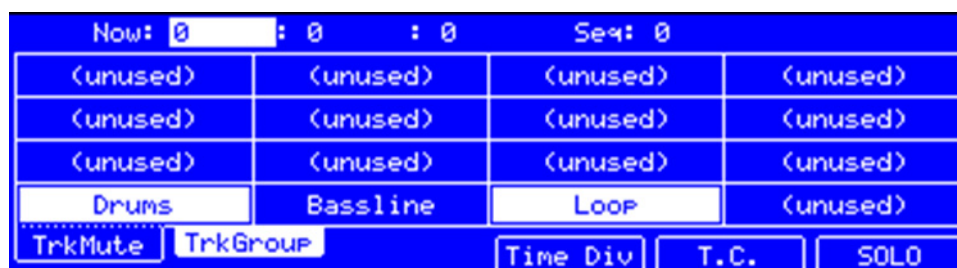 Now: 0 : 0 : 0 Seq: 0
(unused) (unused) (unused) (unused)
(unused) (unused) (unused) (unused)
(unused) (unused) (unused) (unused)
Drums Bassline Loop (unused)
TrkMute TrkGroup Time Div T.C. SOLO